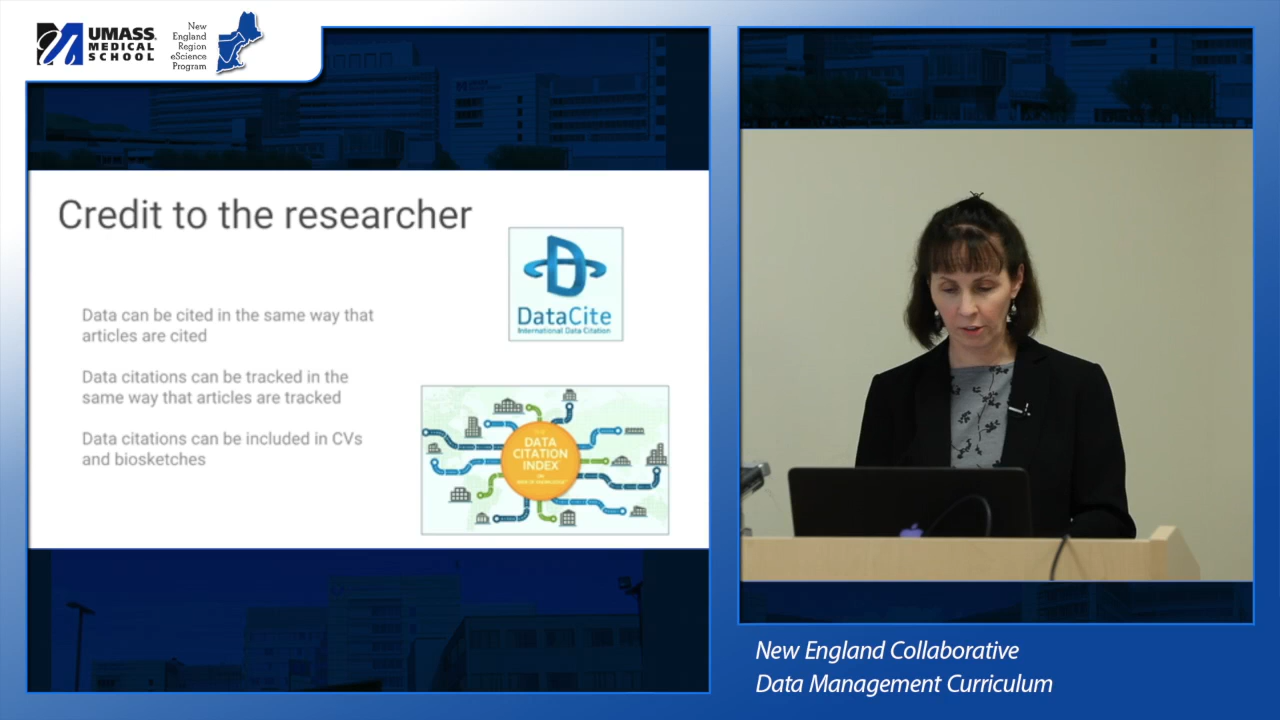 UMASS
MEDICAL
SCHOOL
New
England
Region
eScience
Program
Credit to the researcher
Data can be cited in the same way that
articles are cited
Data citations can be tracked in the
same way that articles are tracked
Data citations can be included in CVs
and biosketches
DataCite
International Data Citation
THE
DATA
CITATION
INDEX
New England Collaborative
Data Management Curriculum